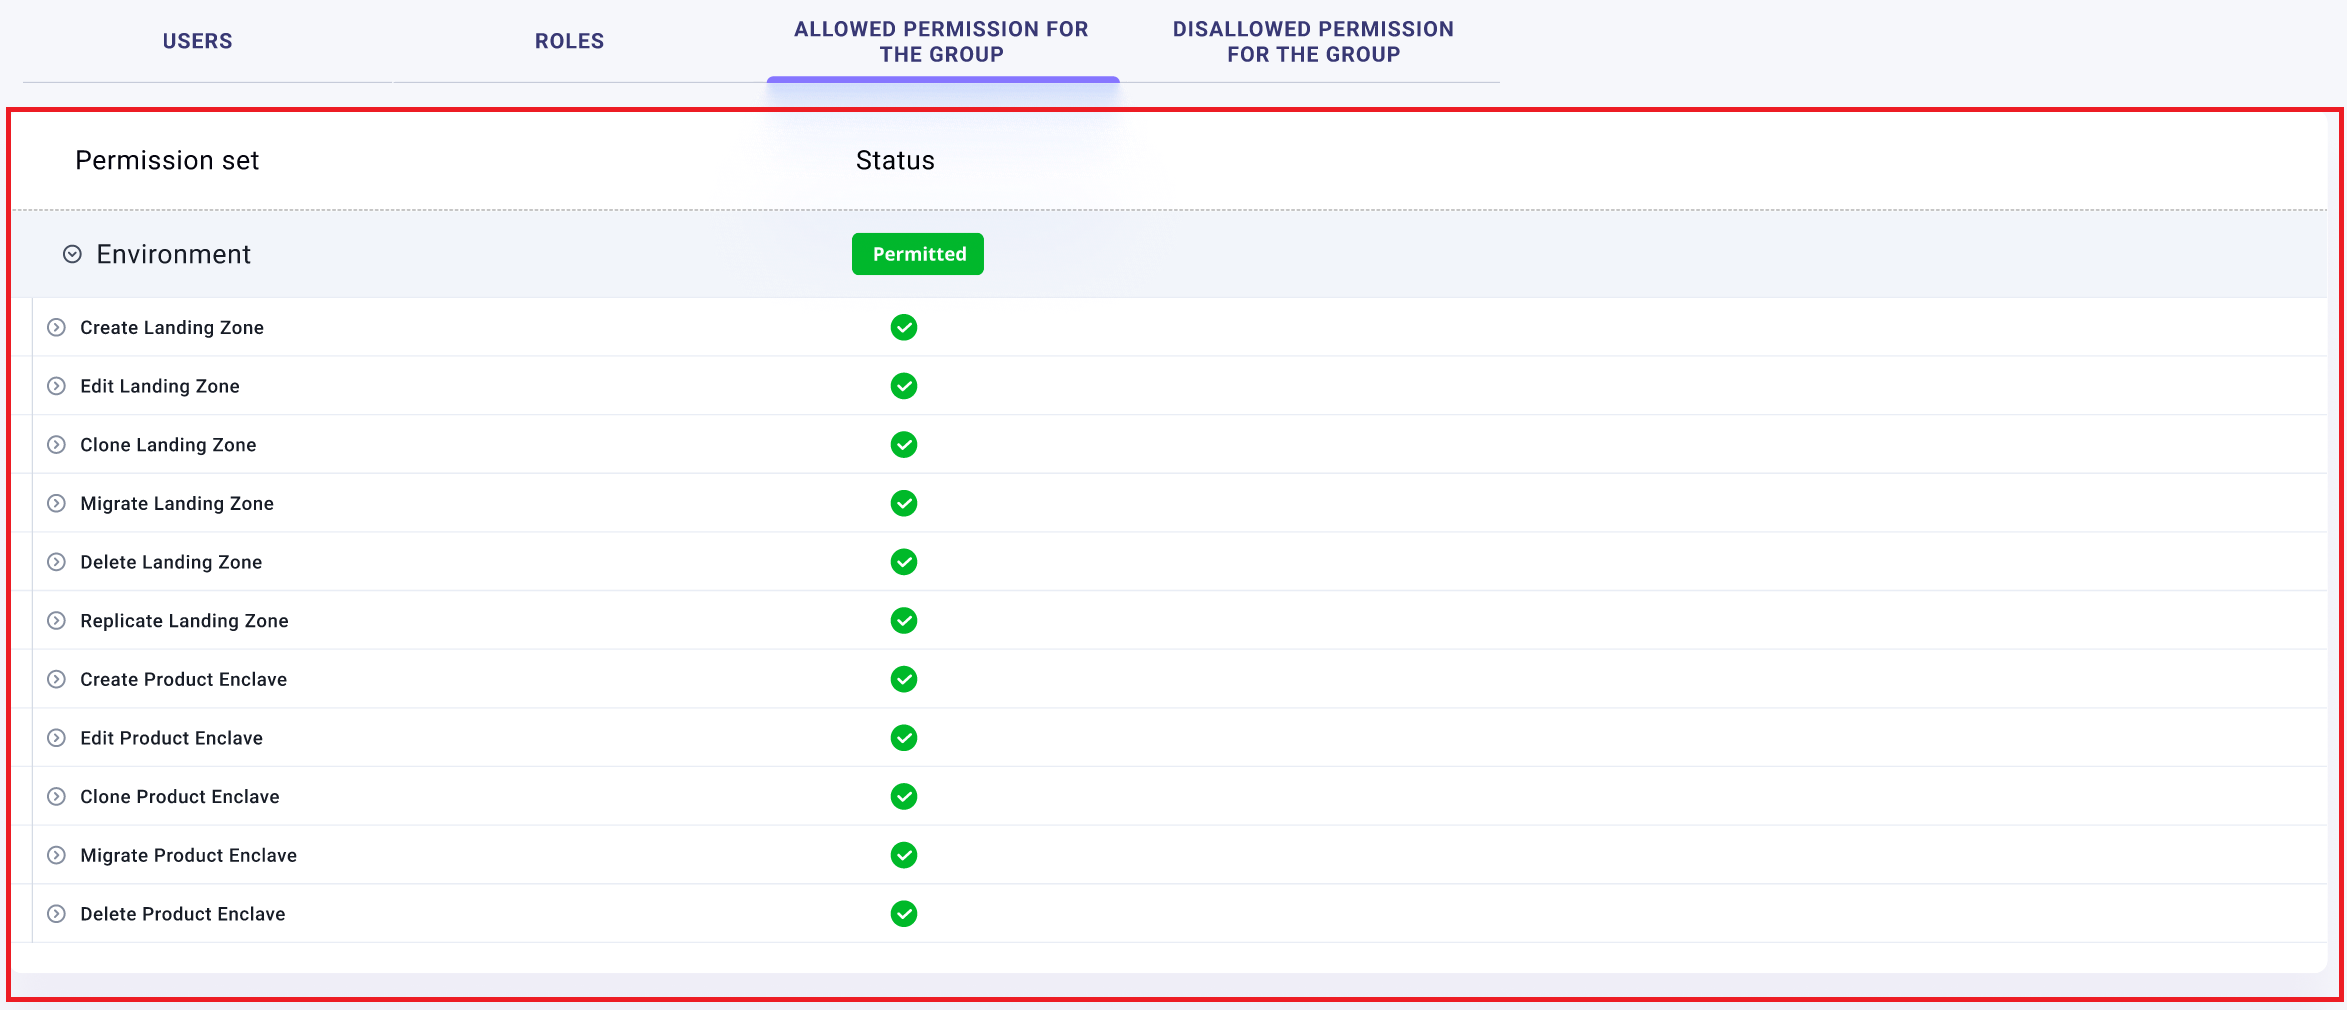 USERS
ROLES
ALLOWED PERMISSION FOR
THE GROUP
DISALLOWED PERMISSION
FOR THE GROUP
Permission set
Status
Environment
Permitted
Create Landing Zone
Edit Landing Zone
Clone Landing Zone
Migrate Landing Zone
Delete Landing Zone
Replicate Landing Zone
Create Product Enclave
Edit Product Enclave
Clone Product Enclave
Migrate Product Enclave
Delete Product Enclave